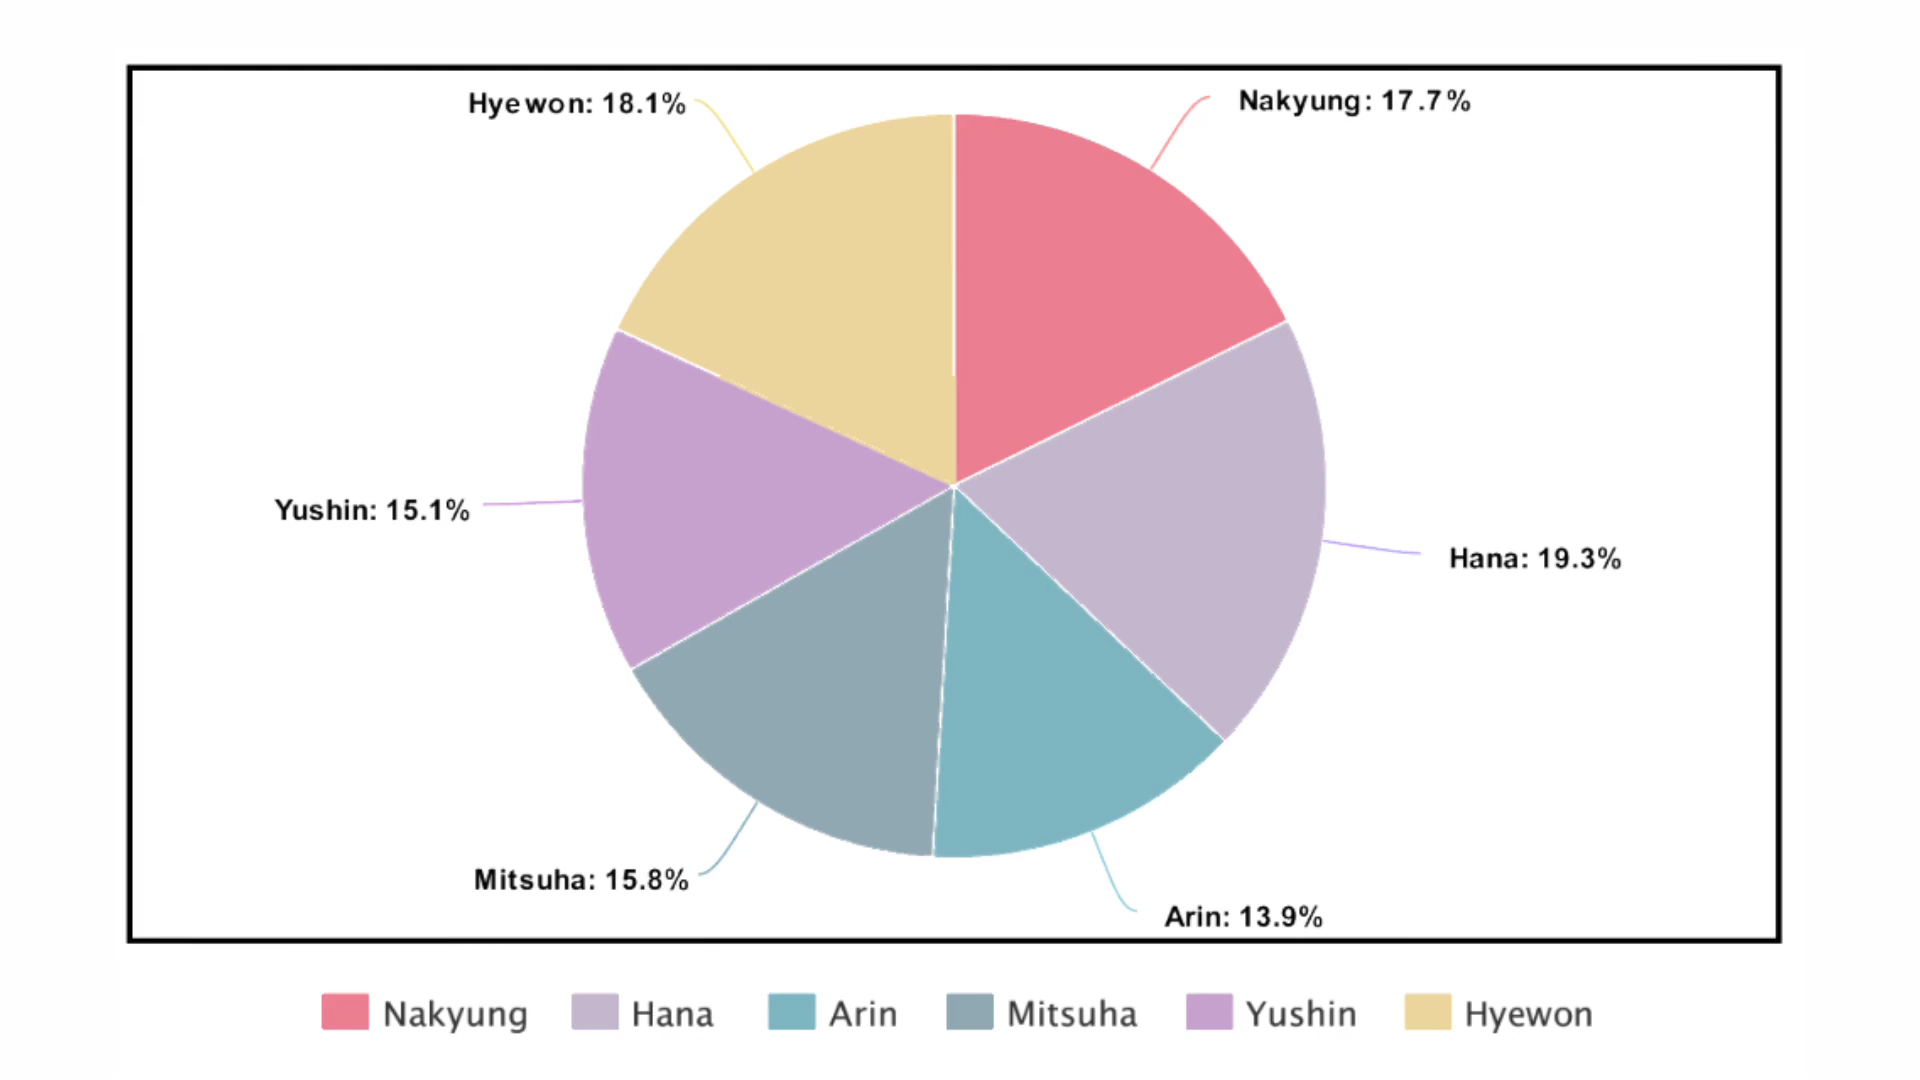 Hyewon: 18.1%
Nakyung: 17.7%
Yushin: 15.1%
Hana: 19.3%
Mitsuha: 15.8%
Arin: 13.9%
Nakyung Hana Arin Mitsuha Yushin Hyewon